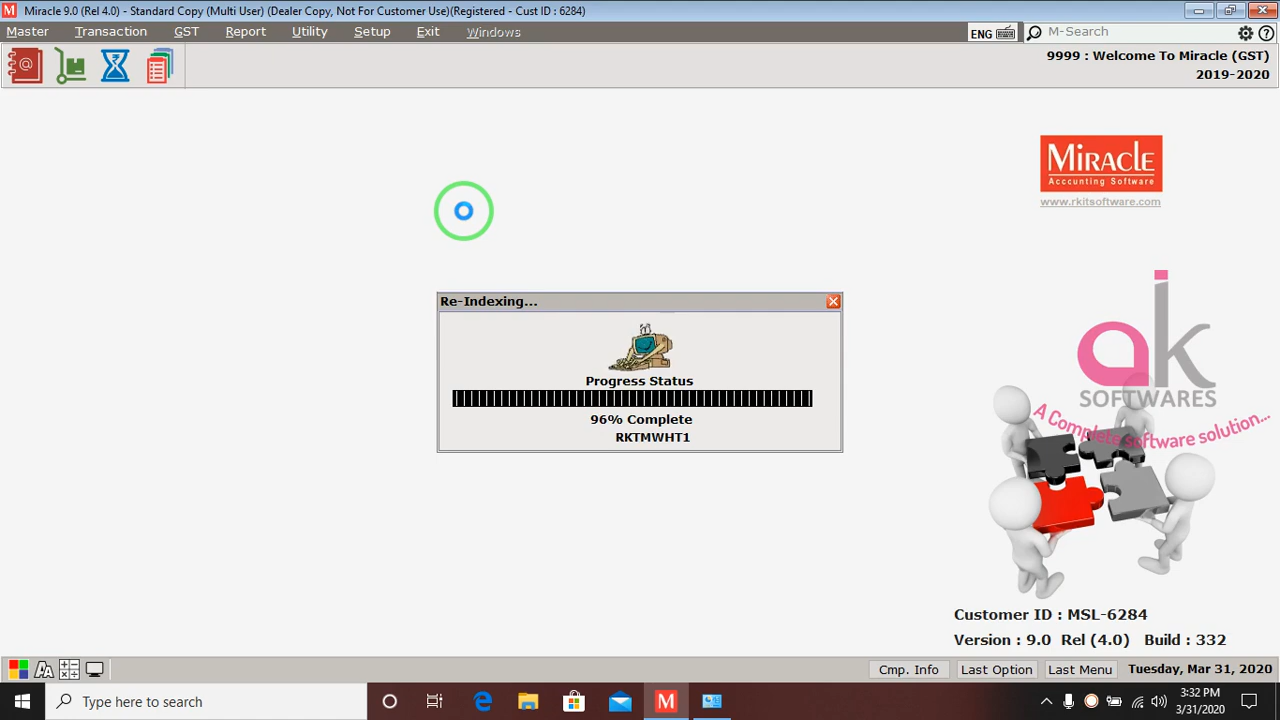 Miracle 9.0 (Rel 4.0) - Standard Copy (Multi User) (Dealer Copy, Not For Customer Use)(Registered - Cust ID : 6284)
Master Transaction GST Report Utility Setup Exit Windows
ENG M-Search
9999 : Welcome To Miracle (GST)
2019-2020
MIRACLE
Accounting Software
www.rkitsoftware.com
Re-Indexing...
Progress Status
96% Complete
RKTMWHT1
ak
SOFTWARES
A Complete software solution...
Customer ID : MSL-6284
Version : 9.0 Rel (4.0) Build : 332
Cmp. Info Last Option Last Menu Tuesday, Mar 31, 2020
Type here to search
3:32 PM
3/31/2020